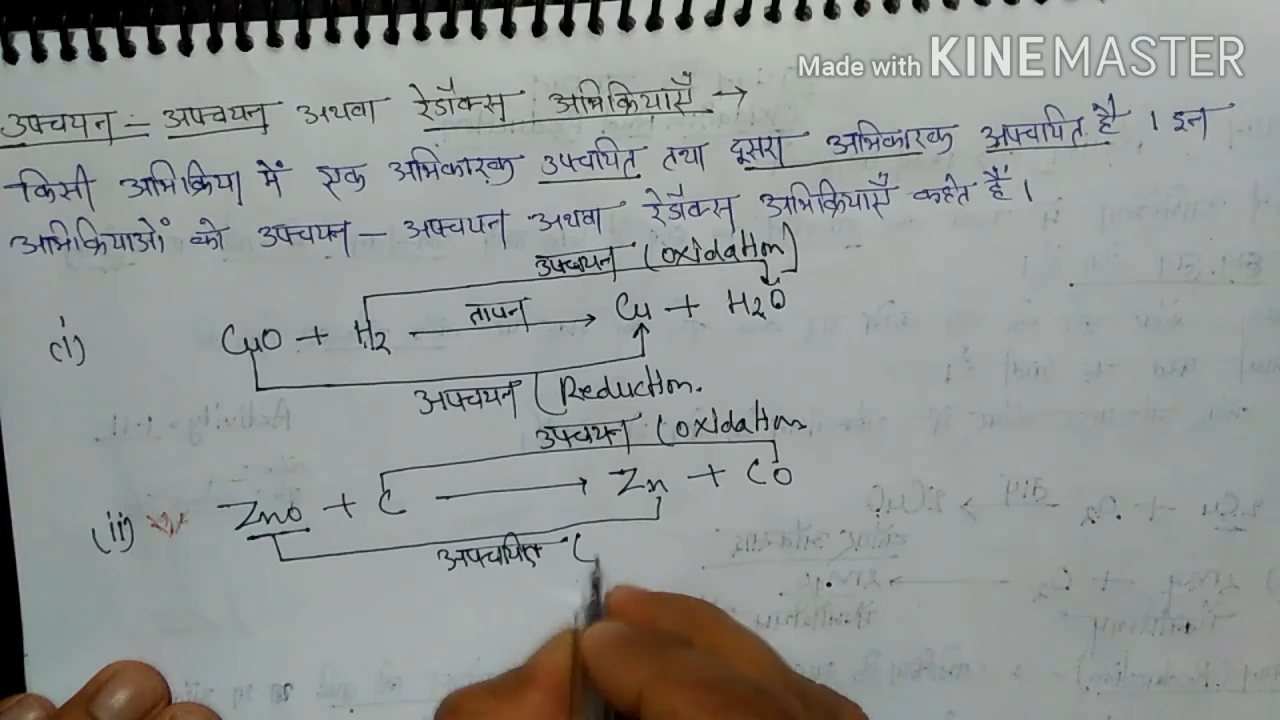 Made with KINEMASTER
उपचयन - अपचयन अथवा रेडॉक्स अभिक्रियाएँ →
किसी अभिक्रिया में एक अभिकारक उपचयित तथा दूसरा अभिकारक अपचयित है । इन
अभिक्रियाओं को उपचयन - अपचयन अथवा रेडॉक्स अभिक्रियाएँ कहते हैं ।
उपचयन (oxidation)
(i) CuO + H2 तापन → Cu + H2O
अपचयन (Reduction.
उपचयन (oxidation
(ii) ZnO + C → Zn + CO
अपचयित (